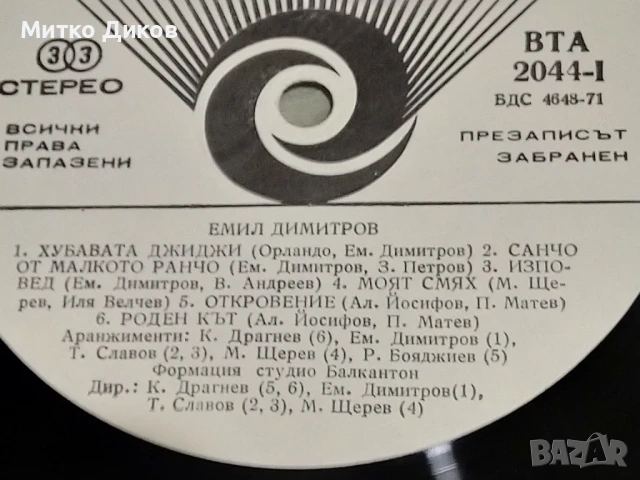 Митко Диков
33
СТЕРЕО
ВСИЧКИ
ПРАВА
ЗАПАЗЕНИ
ВТА
2044-I
БДС 4648-71
ПРЕЗАПИСЪТ
ЗАБРАНЕН
ЕМИЛ ДИМИТРОВ
1. ХУБАВАТА ДЖИДЖИ (Орландо, Ем. Димитров) 2. САНЧО
ОТ МАЛКОТО РАНЧО (Ем. Димитров, З. Петров) 3. ИЗПО-
ВЕД (Ем. Димитров, В. Андреев) 4. МОЯТ СМЯХ (М. Ще-
рев, Иля Велчев) 5. ОТКРОВЕНИЕ (Ал. Йосифов, П. Матев)
6. РОДЕН КЪТ (Ал. Йосифов, П. Матев)
Аранжименти: К. Драгнев (6), Ем. Димитров (1),
Т. Славов (2, 3), М. Щерев (4), Р. Бояджиев (5)
Формация студио Балкантон
Дир.: К. Драгнев (5, 6), Ем. Димитров(1),
Т. Славов (2, 3), М. Щерев (4)
BAZAR